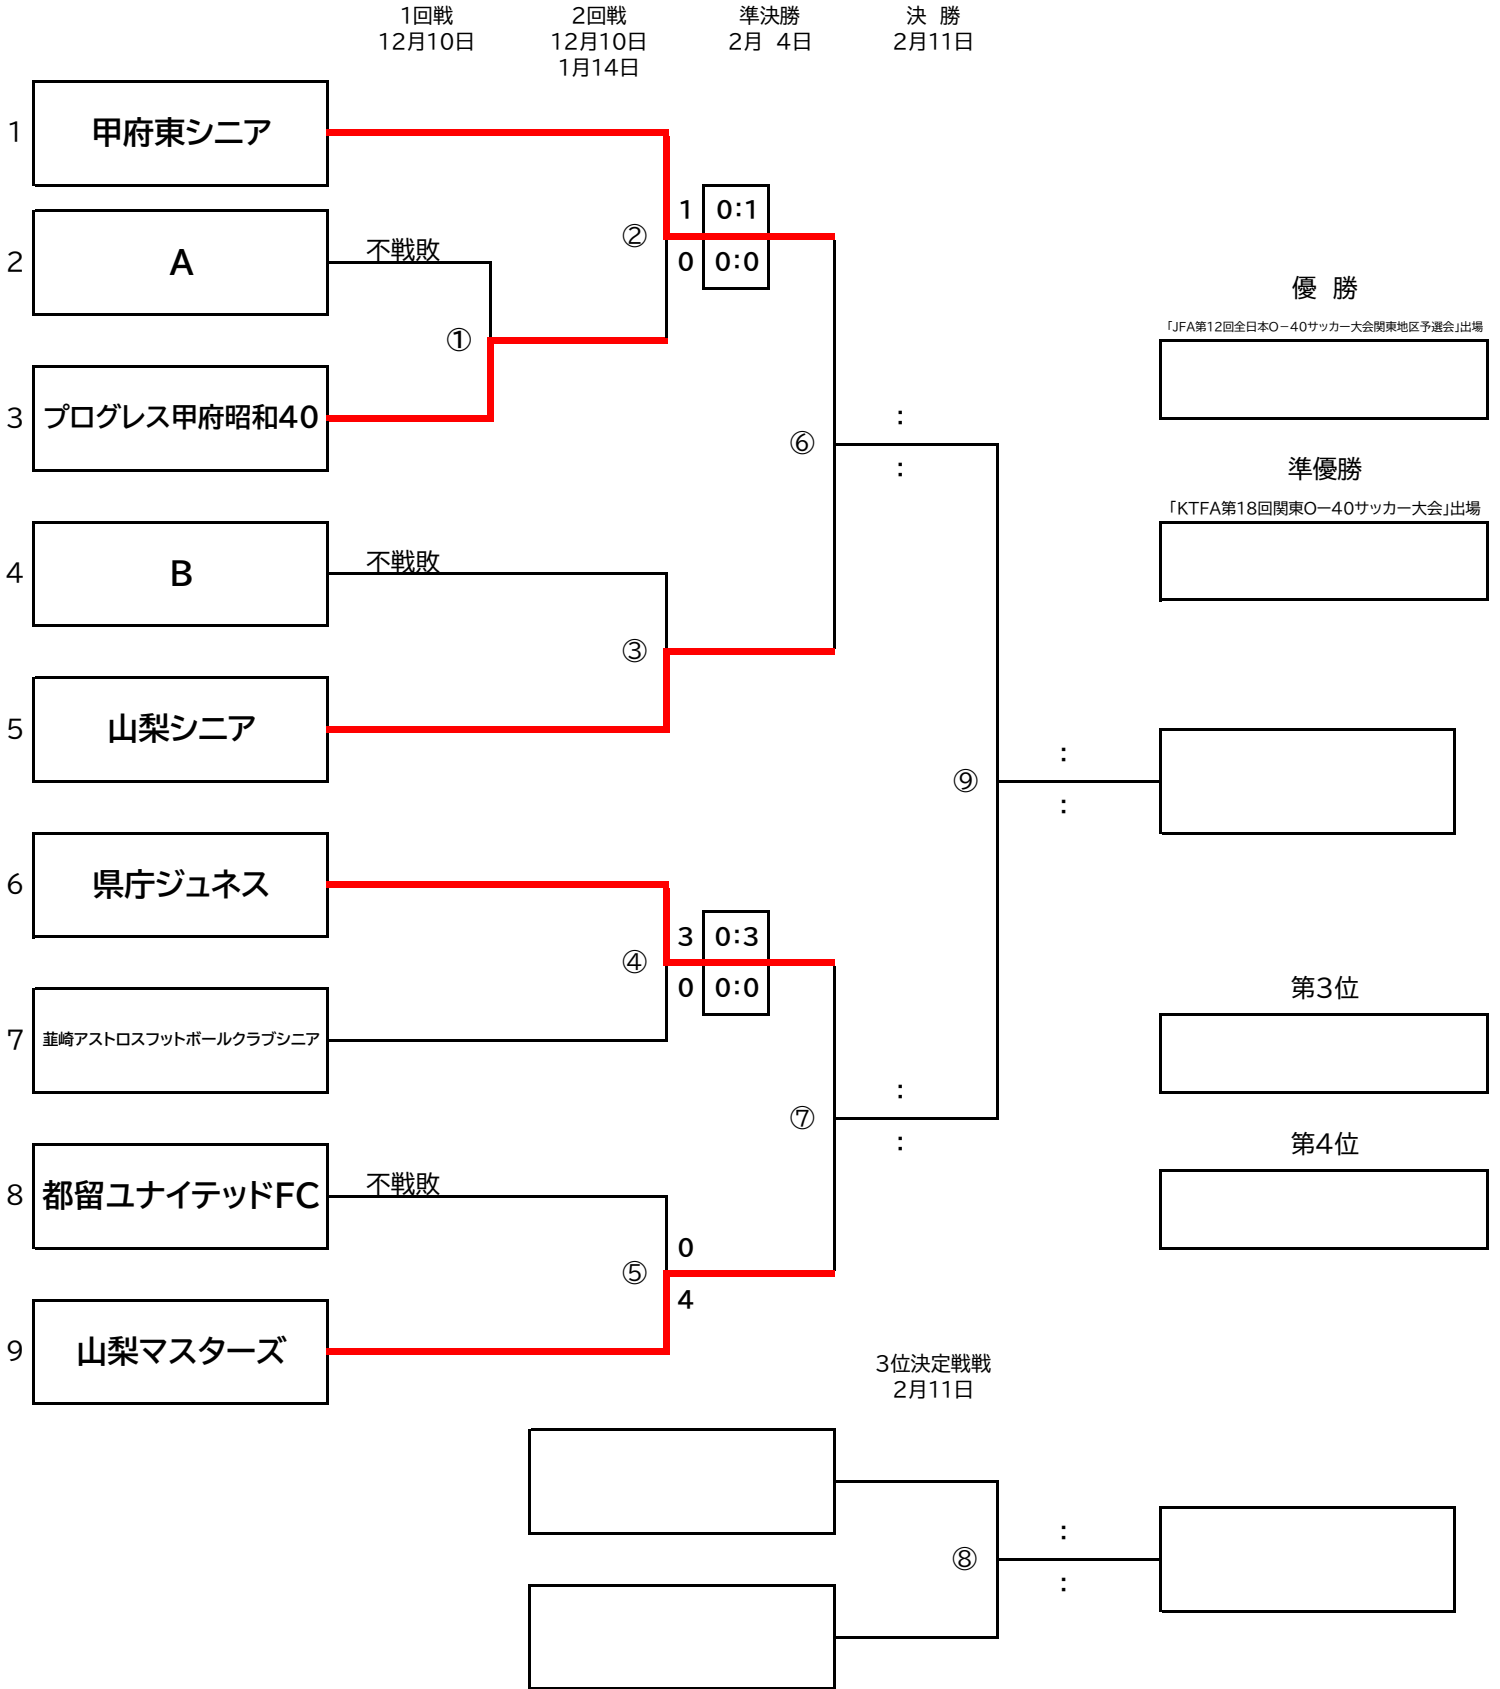 1回戦
12月10日
2回戦
12月10日
1月14日
準決勝
2月 4日
決 勝
2月11日
1
甲府東シニア
2
A
不戦敗
①
3
プログレス甲府昭和40
②
1
0:1
0
0:0
4
B
不戦敗
③
5
山梨シニア
⑥
:
:
6
県庁ジュネス
④
3
0:3
0
0:0
7
韮崎アストロスフットボールクラブシニア
8
都留ユナイテッドFC
不戦敗
⑤
0
4
9
山梨マスターズ
⑦
:
:
⑨
:
:
優 勝
「JFA第12回全日本O-40サッカー大会関東地区予選会」出場
準優勝
「KTFA第18回関東Oー40サッカー大会」出場
第3位
第4位
3位決定戦戦
2月11日
⑧
:
: